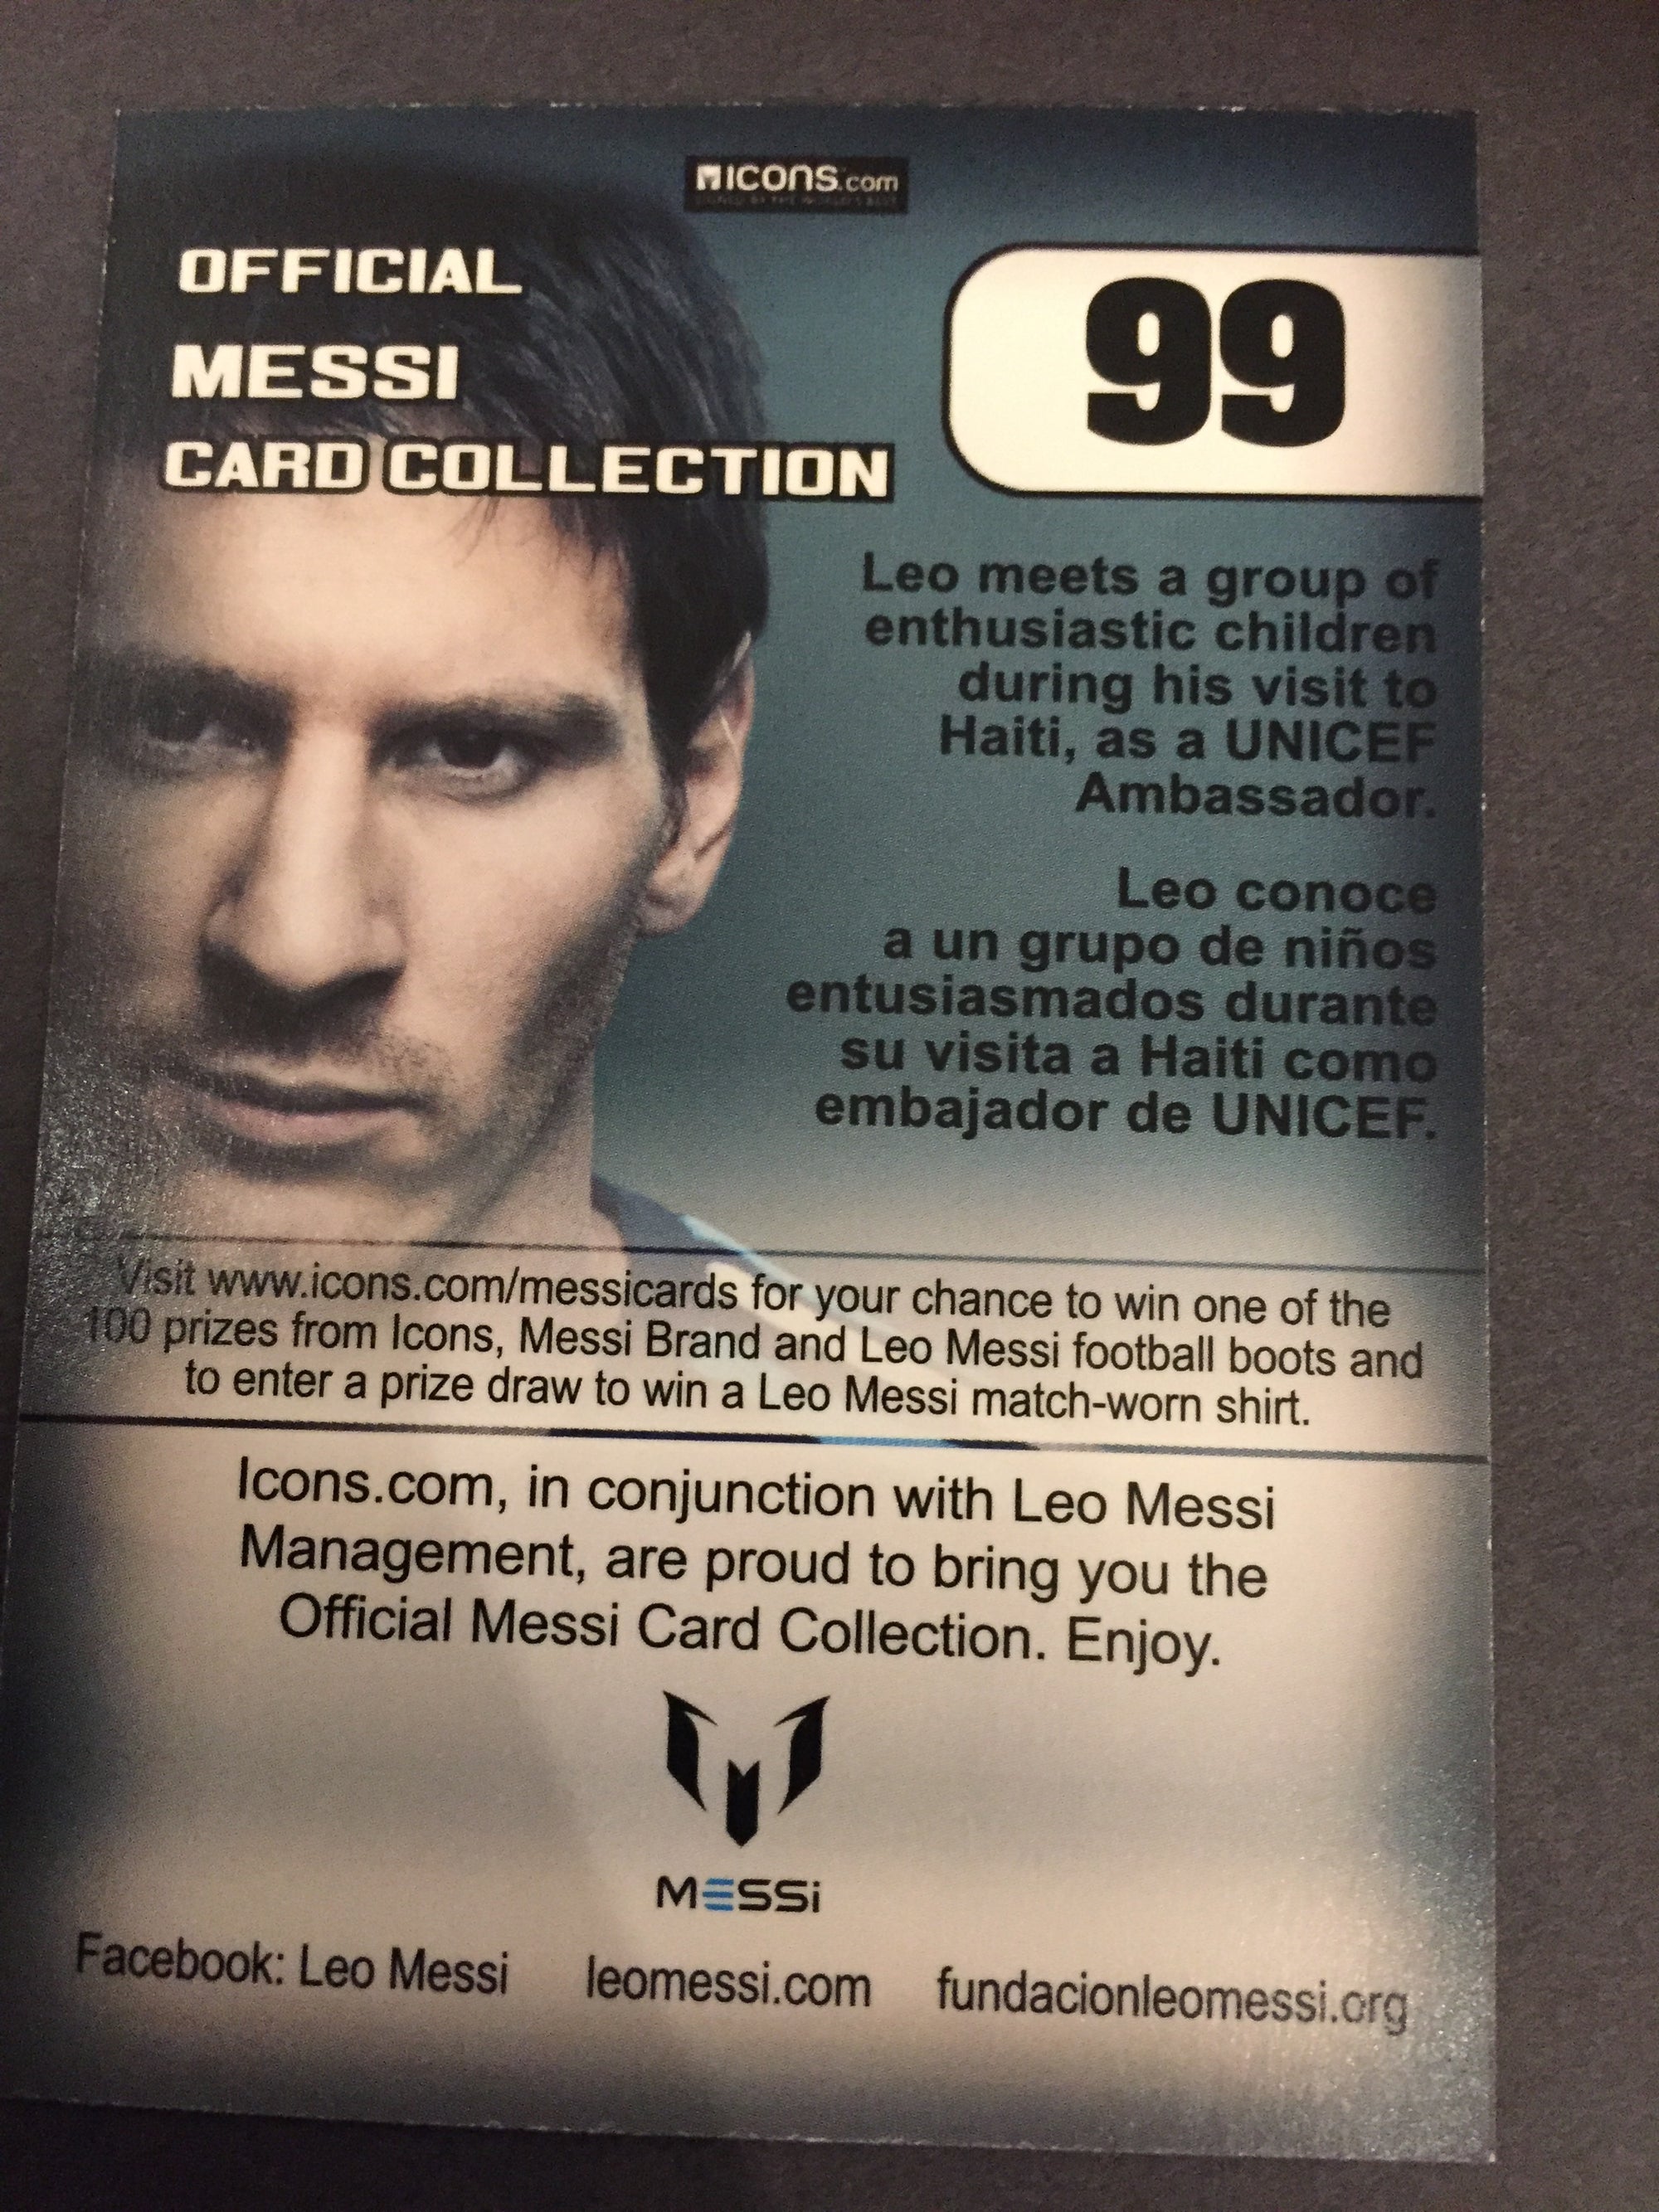 ICONS.com
SIGNED BY THE WORLD'S BEST
OFFICIAL
MESSI
CARD COLLECTION
99
Leo meets a group of
enthusiastic children
during his visit to
Haiti, as a UNICEF
Ambassador.
Leo conoce
a un grupo de niños
entusiasmados durante
su visita a Haiti como
embajador de UNICEF.
Visit www.icons.com/messicards for your chance to win one of the
100 prizes from Icons, Messi Brand and Leo Messi football boots and
to enter a prize draw to win a Leo Messi match-worn shirt.
Icons.com, in conjunction with Leo Messi
Management, are proud to bring you the
Official Messi Card Collection. Enjoy.
MESSi
Facebook: Leo Messi leomessi.com fundacionleomessi.org